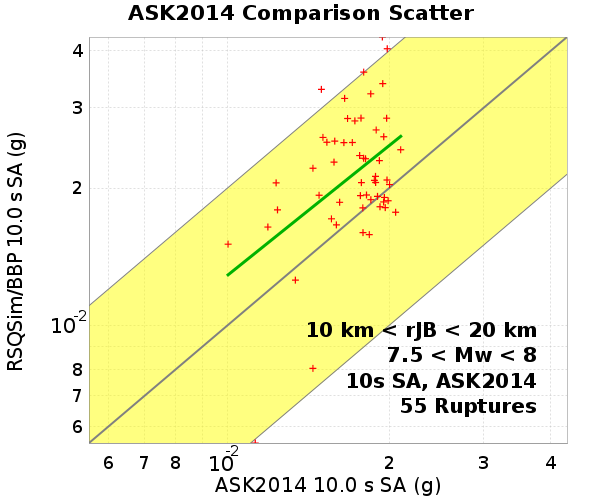 ASK2014 Comparison Scatter
RSQSim/BBP 10.0 s SA (g)
4
3
2
10-2
8
7
6
10 km < rJB < 20 km
7.5 < Mw < 8
10s SA, ASK2014
55 Ruptures
6 7 8 10-2 2 3 4
ASK2014 10.0 s SA (g)